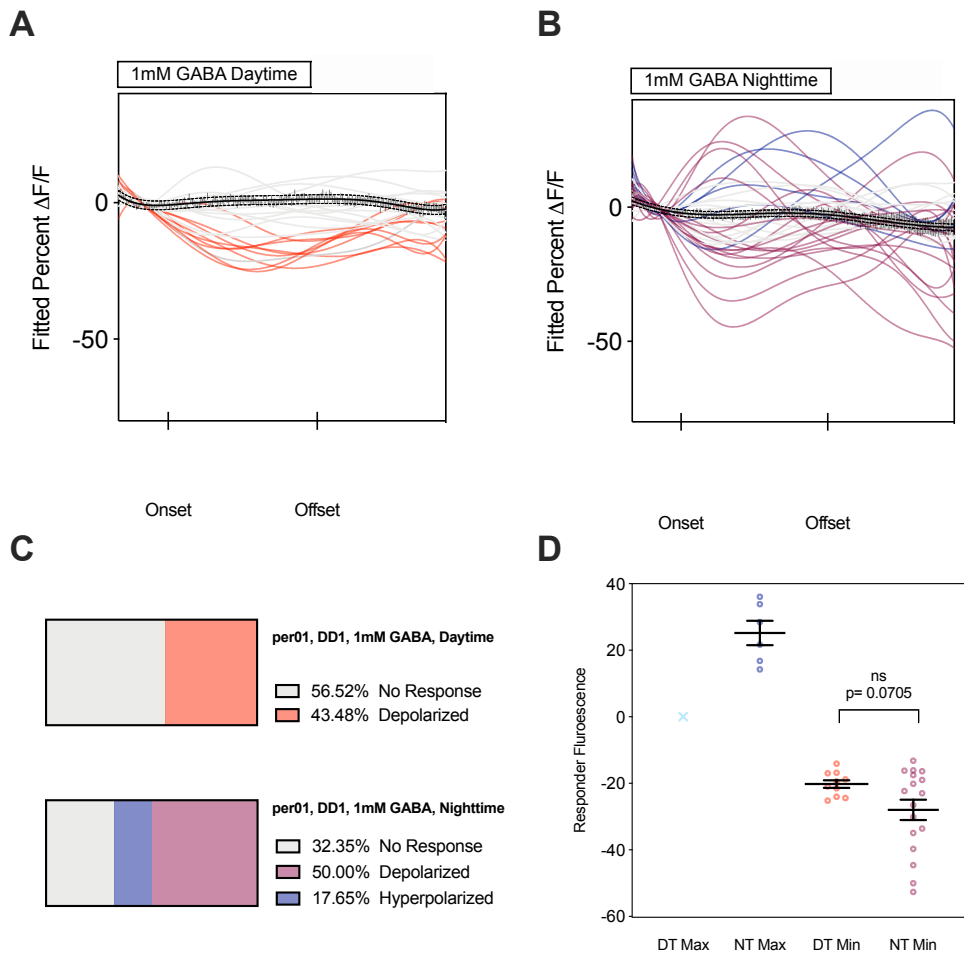 A
B
1mM GABA Daytime
1mM GABA Nighttime
Fitted Percent ΔF/F
0
-50
Onset
Offset
Fitted Percent ΔF/F
0
-50
Onset
Offset
C
per01, DD1, 1mM GABA, Daytime
56.52% No Response
43.48% Depolarized
per01, DD1, 1mM GABA, Nighttime
32.35% No Response
50.00% Depolarized
17.65% Hyperpolarized
D
Responder Fluroescence
40
20
0
-20
-40
-60
ns
p= 0.0705
DT Max
NT Max
DT Min
NT Min